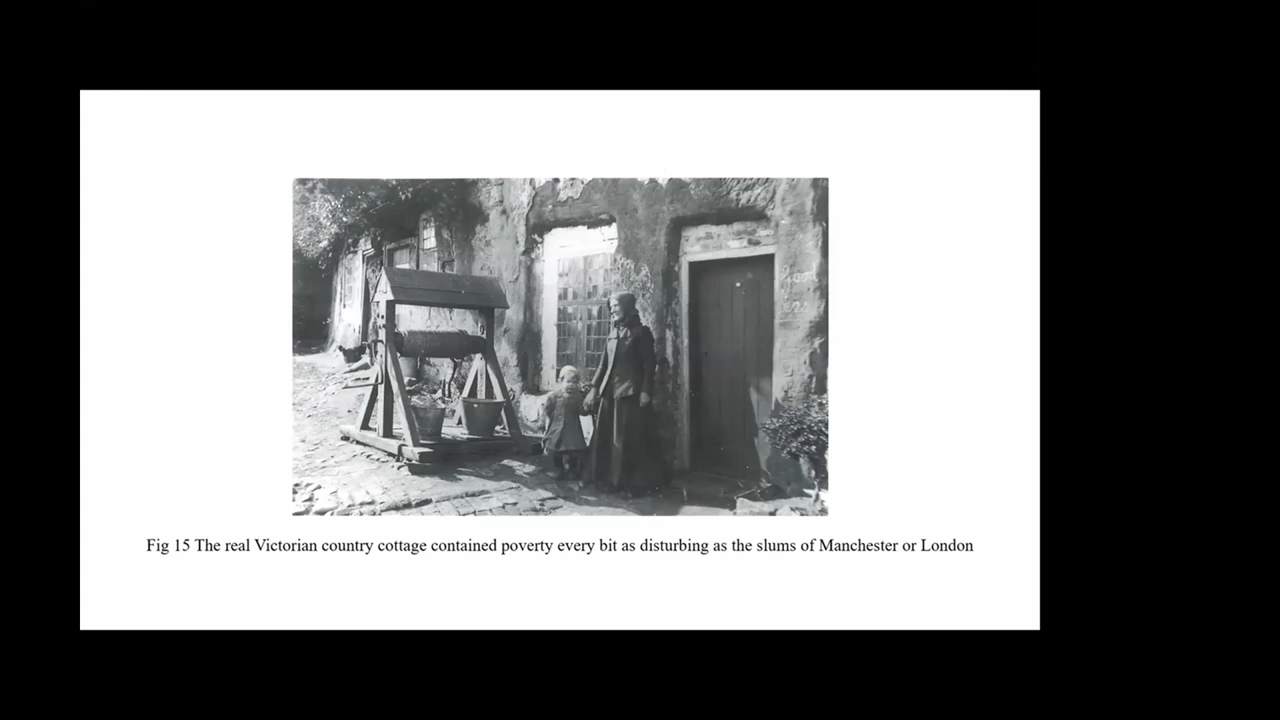 Fig 15 The real Victorian country cottage contained poverty every bit as disturbing as the slums of Manchester or London